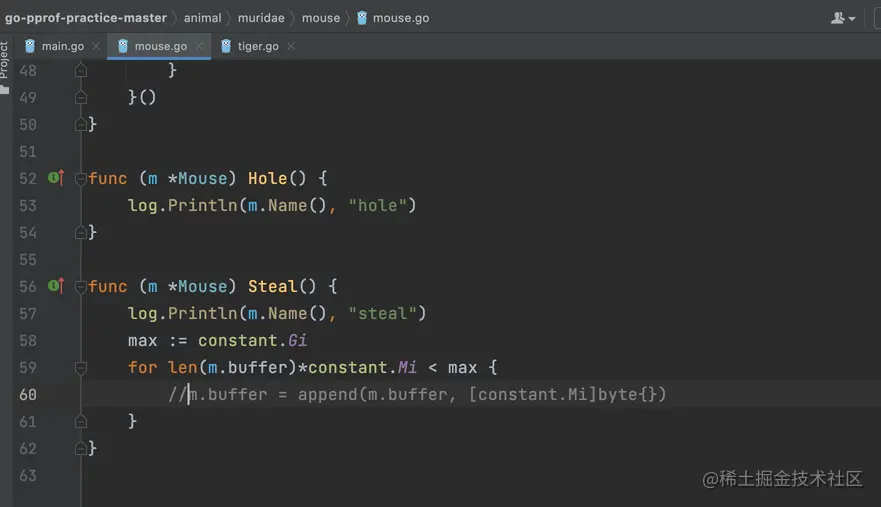 go-pprof-practice-master animal muridae mouse mouse.go
main.go mouse.go tiger.go
Project
48 }
49 }()
50 }
51
52 func (m *Mouse) Hole() {
53 log.Println(m.Name(), "hole")
54 }
55
56 func (m *Mouse) Steal() {
57 log.Println(m.Name(), "steal")
58 max := constant.Gi
59 for len(m.buffer)*constant.Mi < max {
60 //m.buffer = append(m.buffer, [constant.Mi]byte{})
61 }
62 }
63
@稀土掘金技术社区